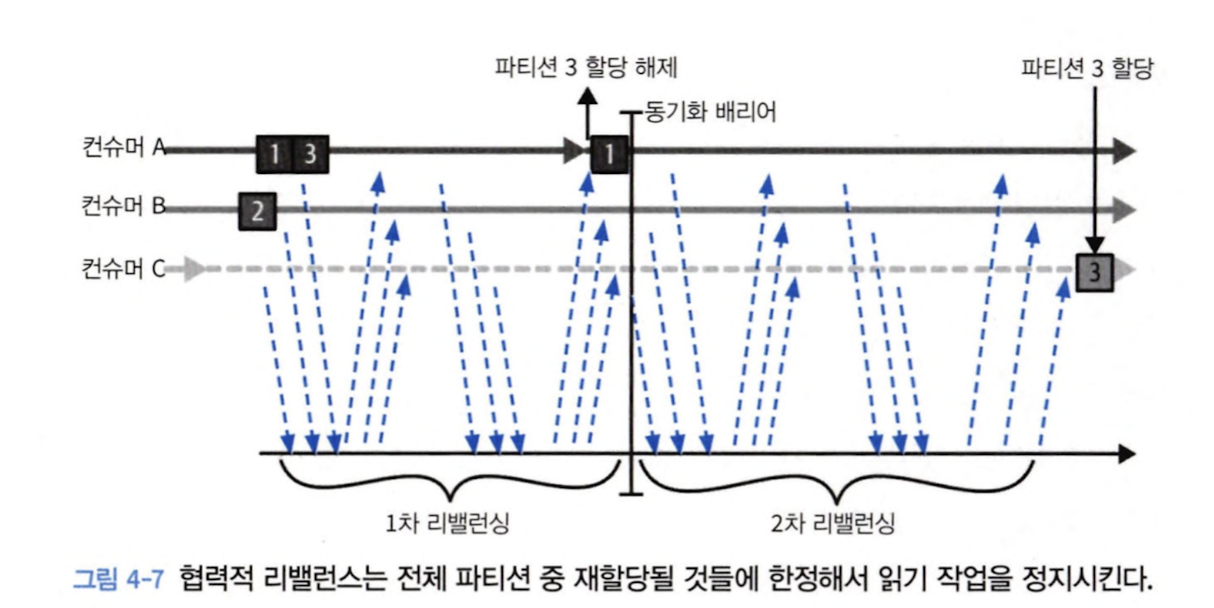 파티션 3 할당 해제
파티션 3 할당
동기화 배리어
컨슈머 A
1 3
1
컨슈머 B
2
컨슈머 C
3
1차 리밸런싱
2차 리밸런싱
그림 4-7 협력적 리밸런스는 전체 파티션 중 재할당될 것들에 한정해서 읽기 작업을 정지시킨다.